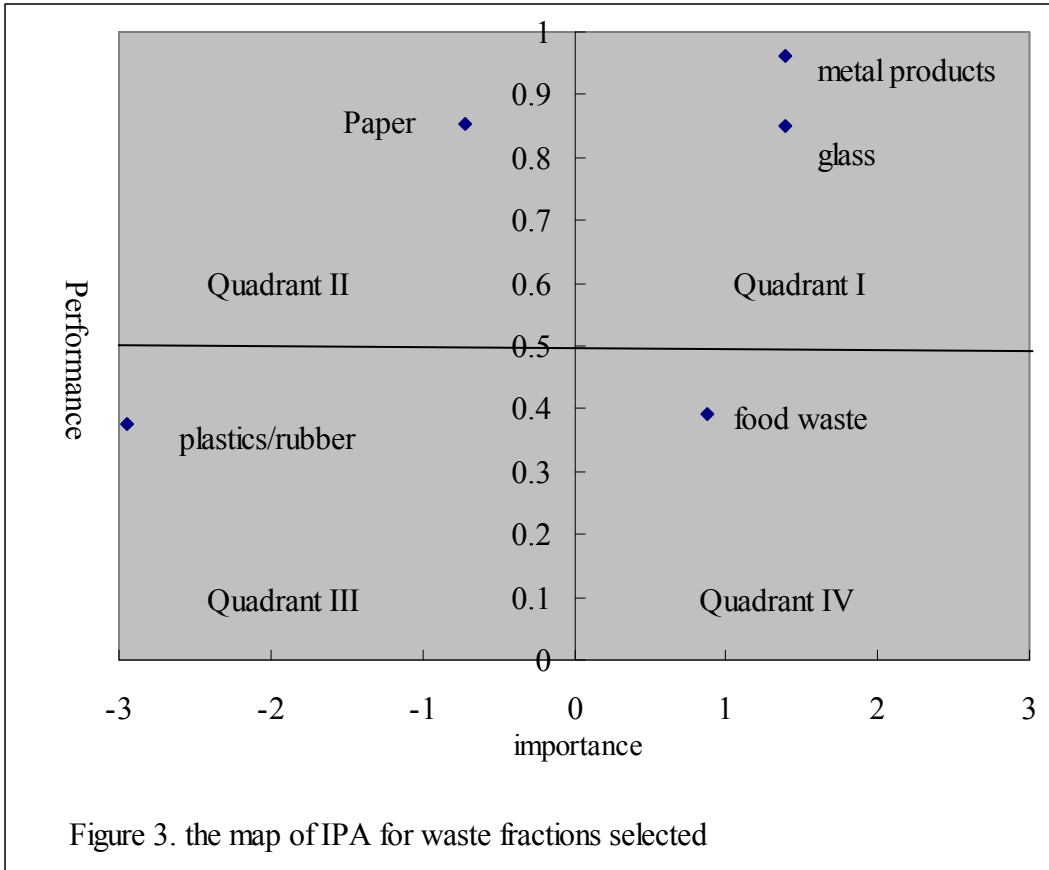 1
metal products
0.9
Paper
glass
0.8
0.7
Quadrant II
0.6
Quadrant I
Performance
0.5
0.4
food waste
plastics/rubber
0.3
0.2
Quadrant III
0.1
Quadrant IV
0
-3 -2 -1 0 1 2 3
importance
Figure 3. the map of IPA for waste fractions selected